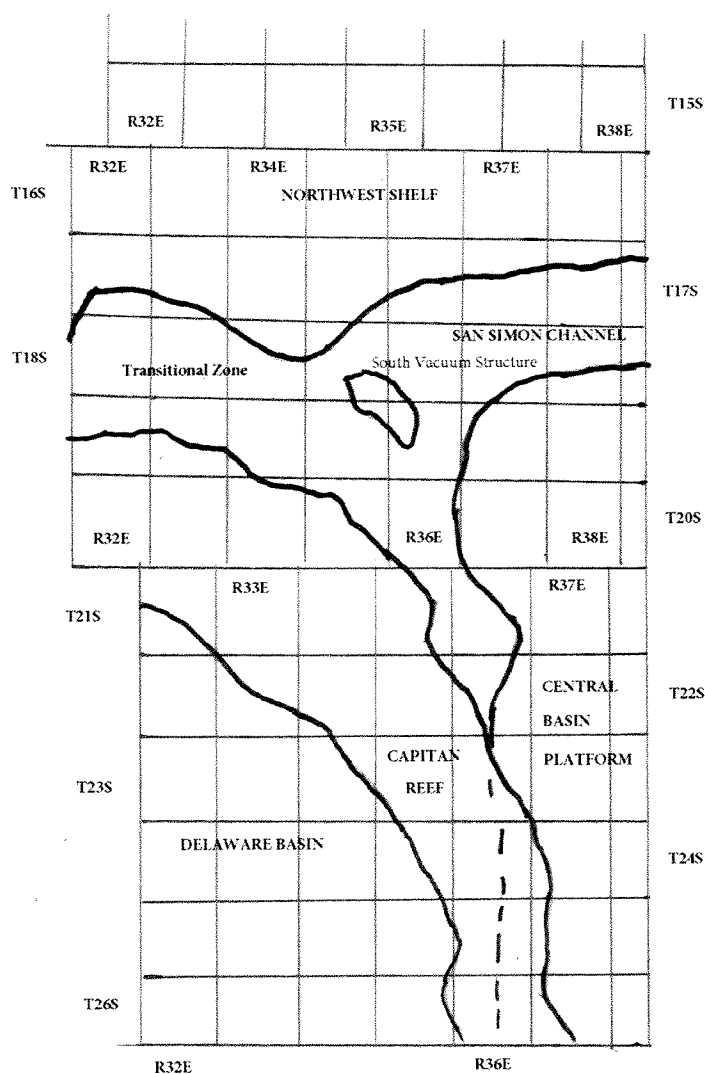 T15S
R32E
R35E
R38E
R32E
R34E
R37E
T16S
NORTHWEST SHELF
T17S
SAN SIMON CHANNEL
T18S
South Vacuum Structure
Transitional Zone
T20S
R32E
R36E
R38E
R33E
R37E
T21S
CENTRAL
T22S
BASIN
CAPITAN
PLATFORM
T23S
REEF
DELAWARE BASIN
T24S
T26S
R32E
R36E